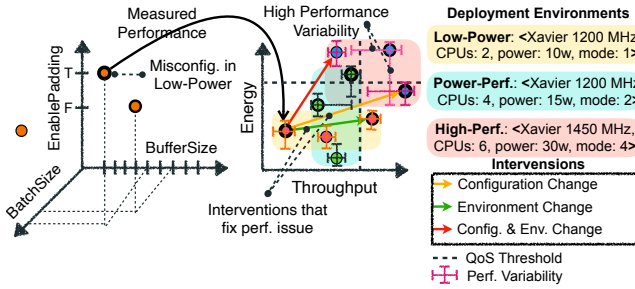 Measured
Performance
High Performance
Variability
Deployment Environments
EnablePadding
T
F
Misconfig. in
Low-Power
BufferSize
BatchSize
Energy
Throughput
Interventions that
fix perf. issue
Low-Power: <Xavier 1200 MHz,
CPUs: 2, power: 10w, mode: 1>
Power-Perf.: <Xavier 1200 MHz,
CPUs: 4, power: 15w, mode: 2>
High-Perf.: <Xavier 1450 MHz,
CPUs: 6, power: 30w, mode: 4>
Intervensions
Configuration Change
Environment Change
Config. & Env. Change
QoS Threshold
Perf. Variability